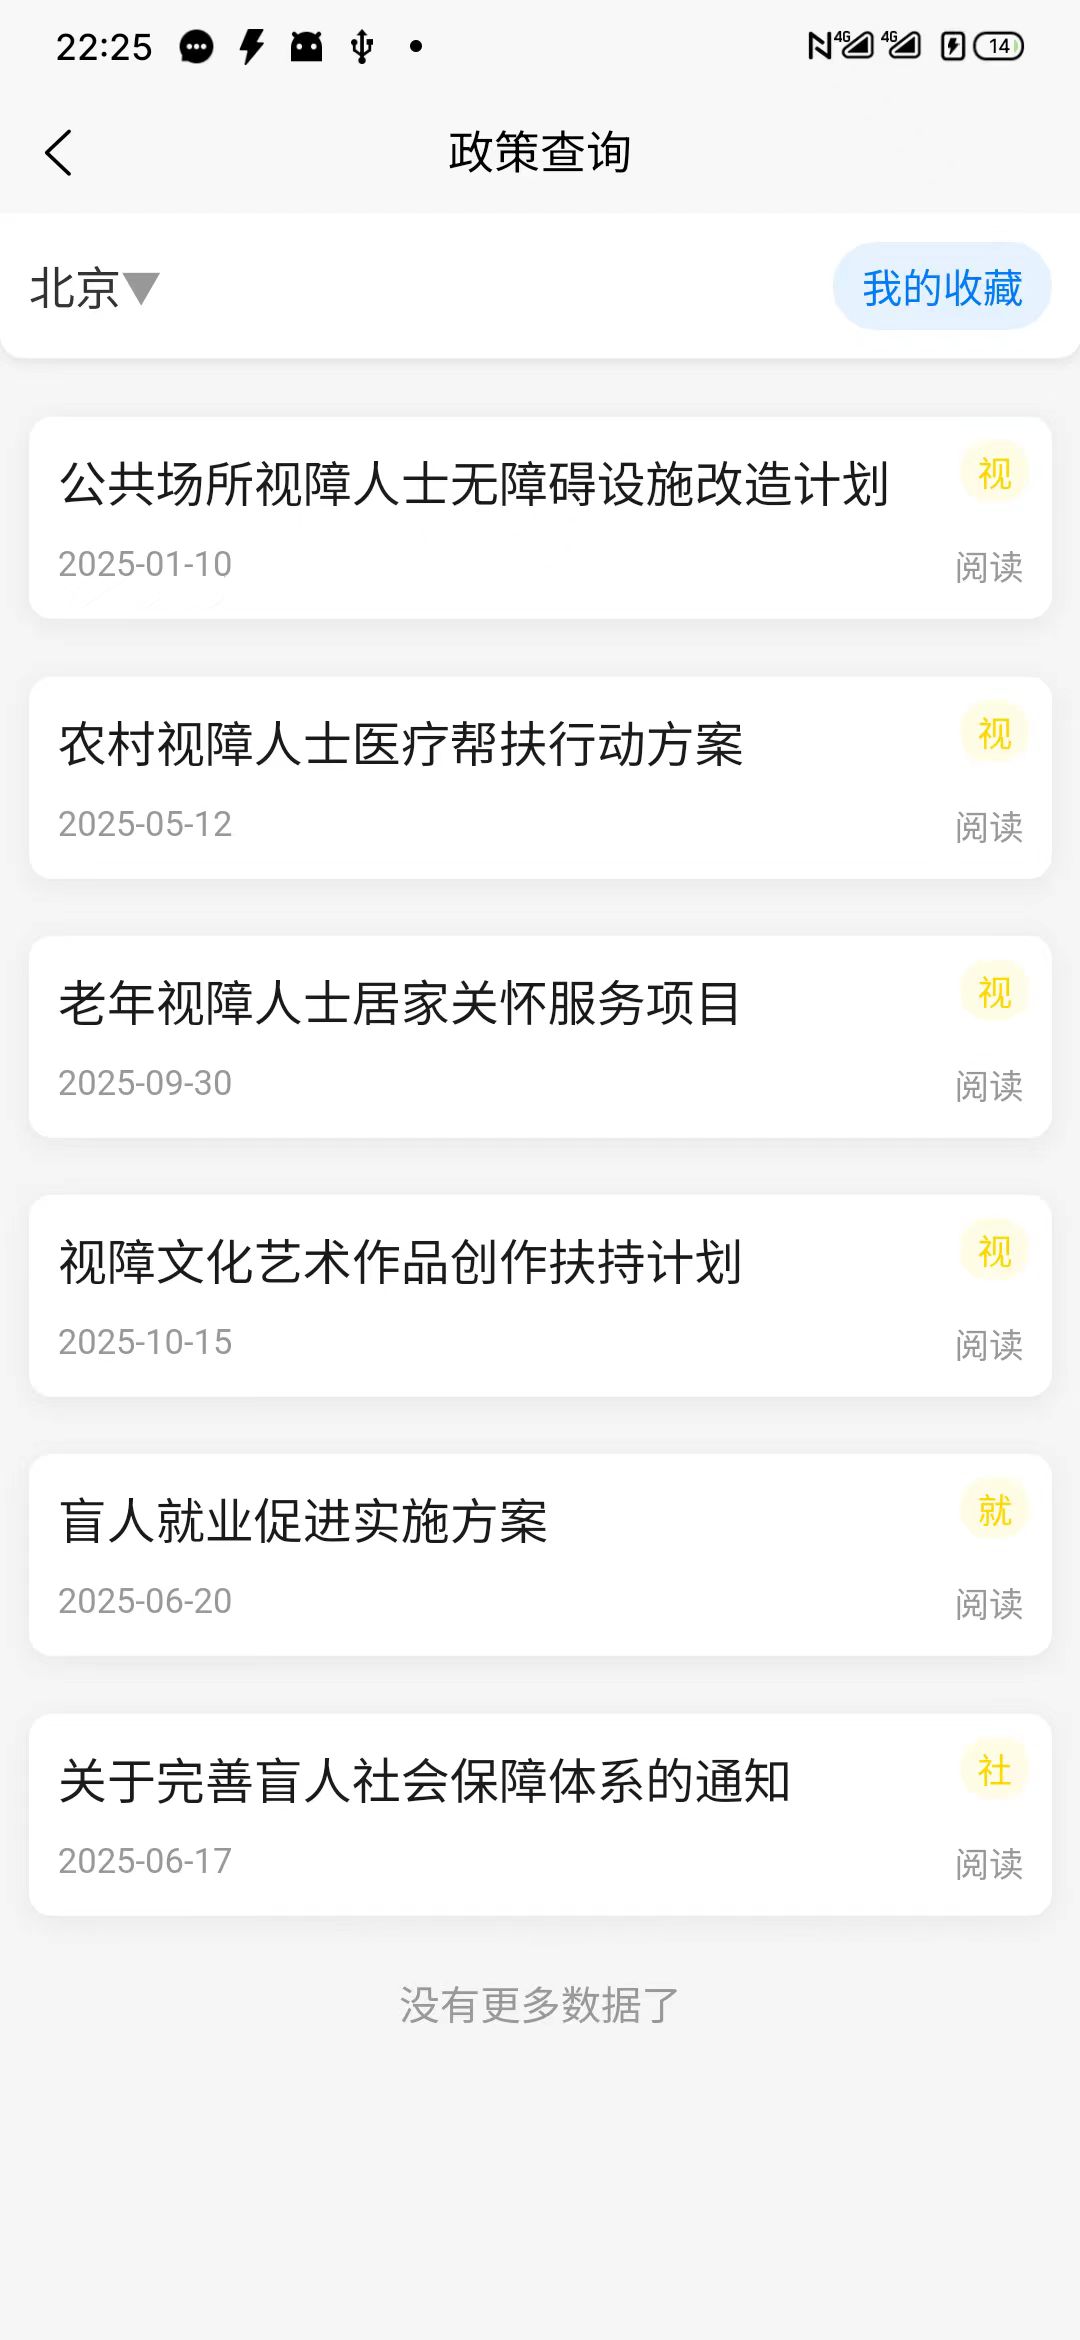 22:25
4G 4G 14
政策查询
北京▼
我的收藏
公共场所视障人士无障碍设施改造计划
视
2025-01-10
阅读
农村视障人士医疗帮扶行动方案
视
2025-05-12
阅读
老年视障人士居家关怀服务项目
视
2025-09-30
阅读
视障文化艺术作品创作扶持计划
视
2025-10-15
阅读
盲人就业促进实施方案
就
2025-06-20
阅读
关于完善盲人社会保障体系的通知
社
2025-06-17
阅读
没有更多数据了